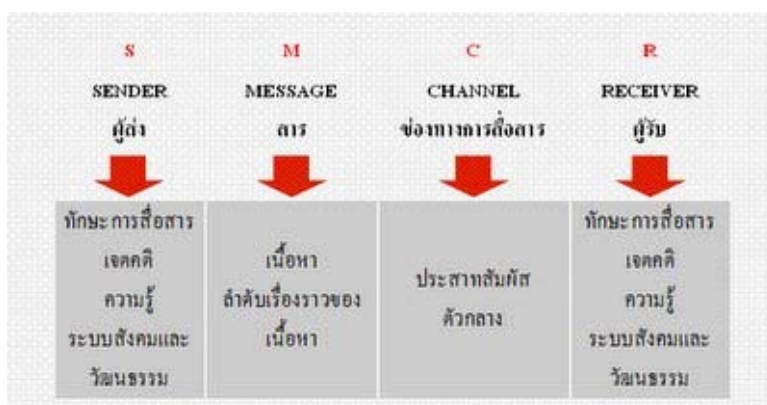 S M C R
SENDER MESSAGE CHANNEL RECEIVER
ผู้ส่ง สาร ช่องทางการสื่อสาร ผู้รับ
ทักษะการสื่อสาร
เจตคติ
ความรู้
ระบบสังคมและ
วัฒนธรรม
เนื้อหา
ลำดับเรื่องราวของ
เนื้อหา
ประสาทสัมผัส
ตัวกลาง
ทักษะการสื่อสาร
เจตคติ
ความรู้
ระบบสังคมและ
วัฒนธรรม